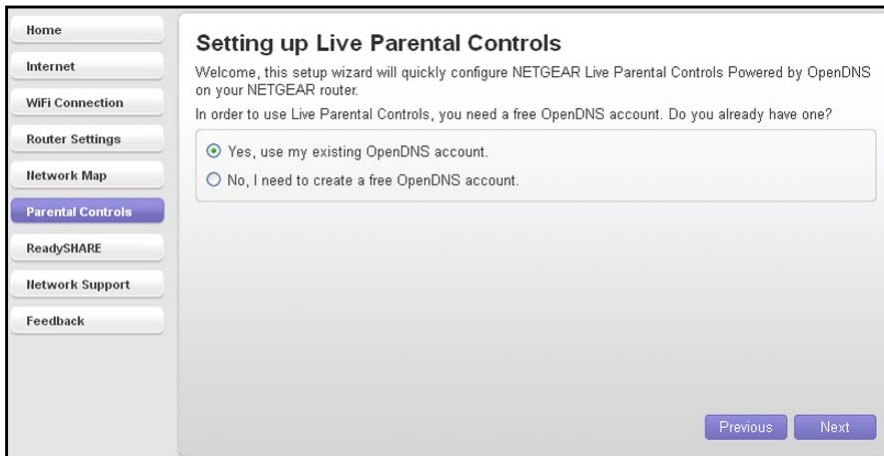 Home
Internet
WiFi Connection
Router Settings
Network Map
Parental Controls
ReadySHARE
Network Support
Feedback
Setting up Live Parental Controls
Welcome, this setup wizard will quickly configure NETGEAR Live Parental Controls Powered by OpenDNS
on your NETGEAR router.
In order to use Live Parental Controls, you need a free OpenDNS account. Do you already have one?
Yes, use my existing OpenDNS account.
No, I need to create a free OpenDNS account.
Previous
Next